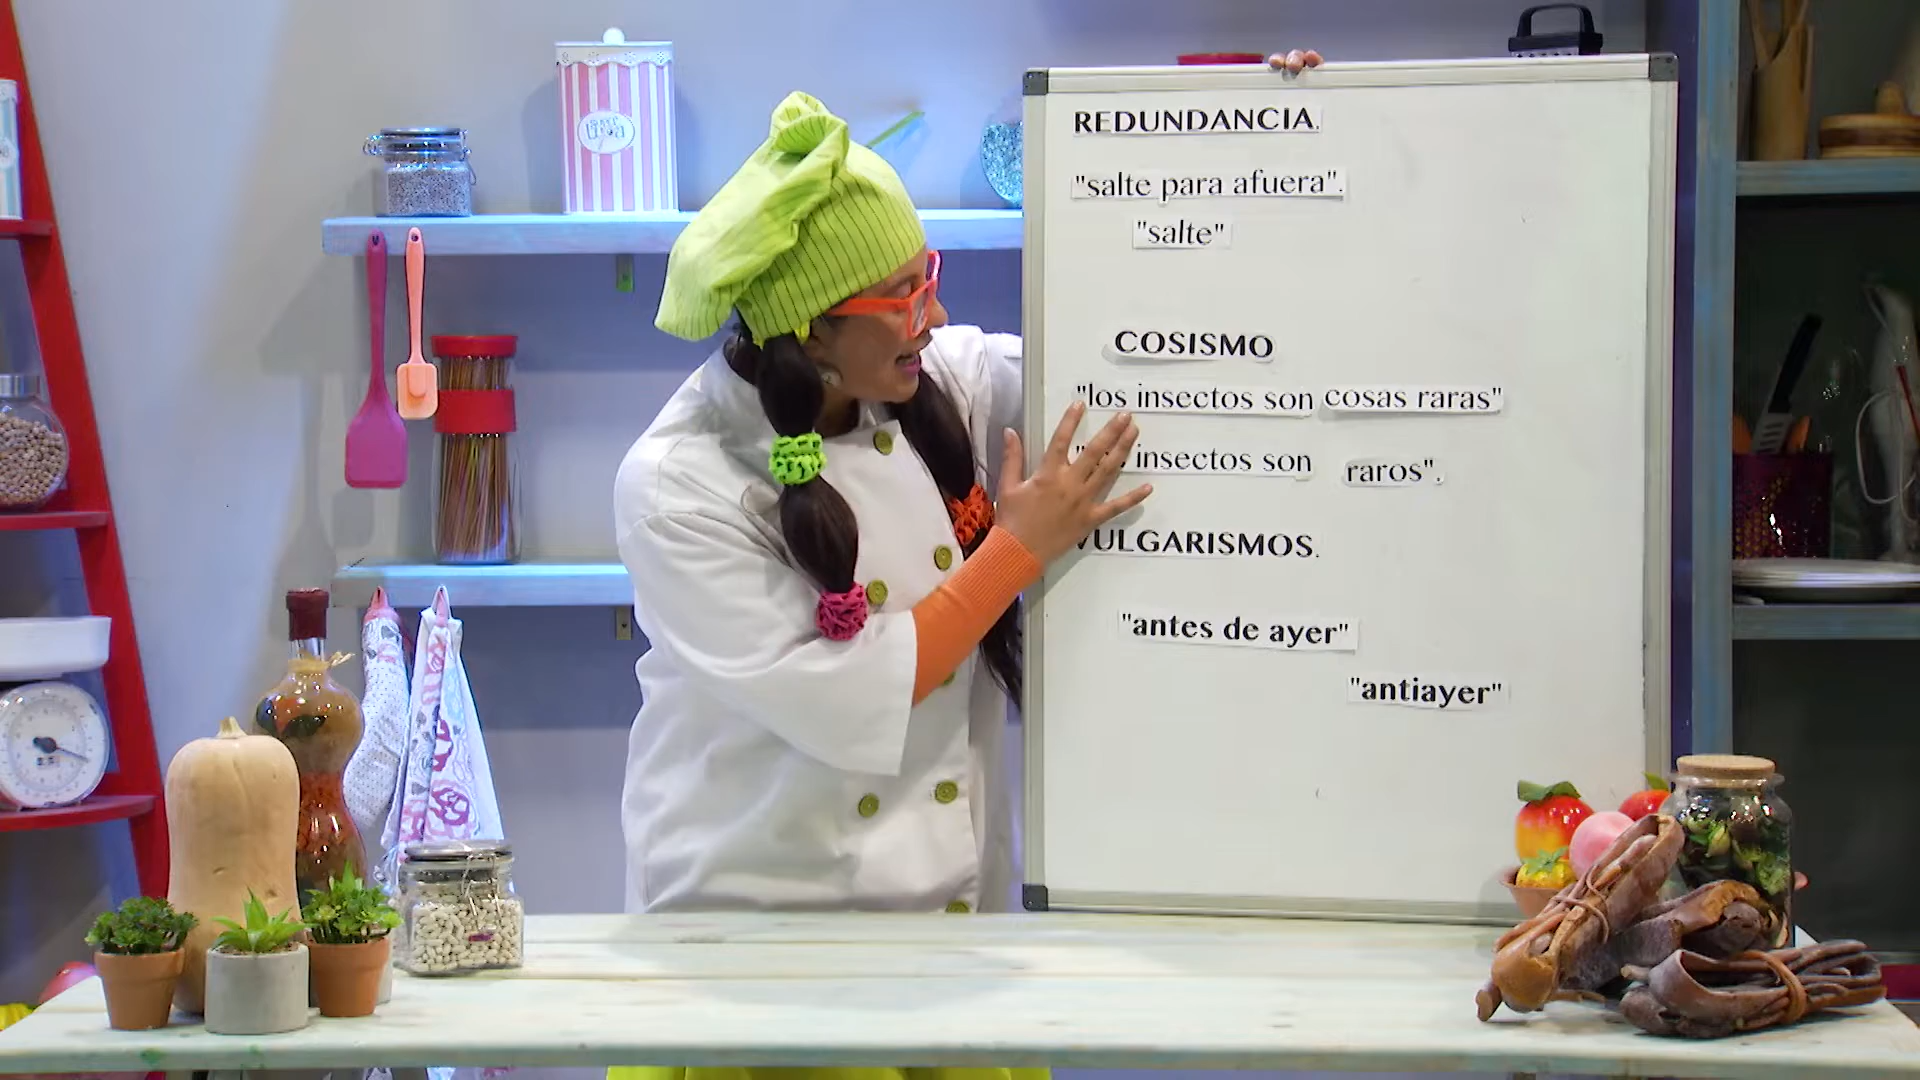 REDUNDANCIA.
"salte para afuera".
"salte"
COSISMO
"los insectos son cosas raras"
insectos son raros".
VULGARISMOS.
"antes de ayer"
"antiayer"